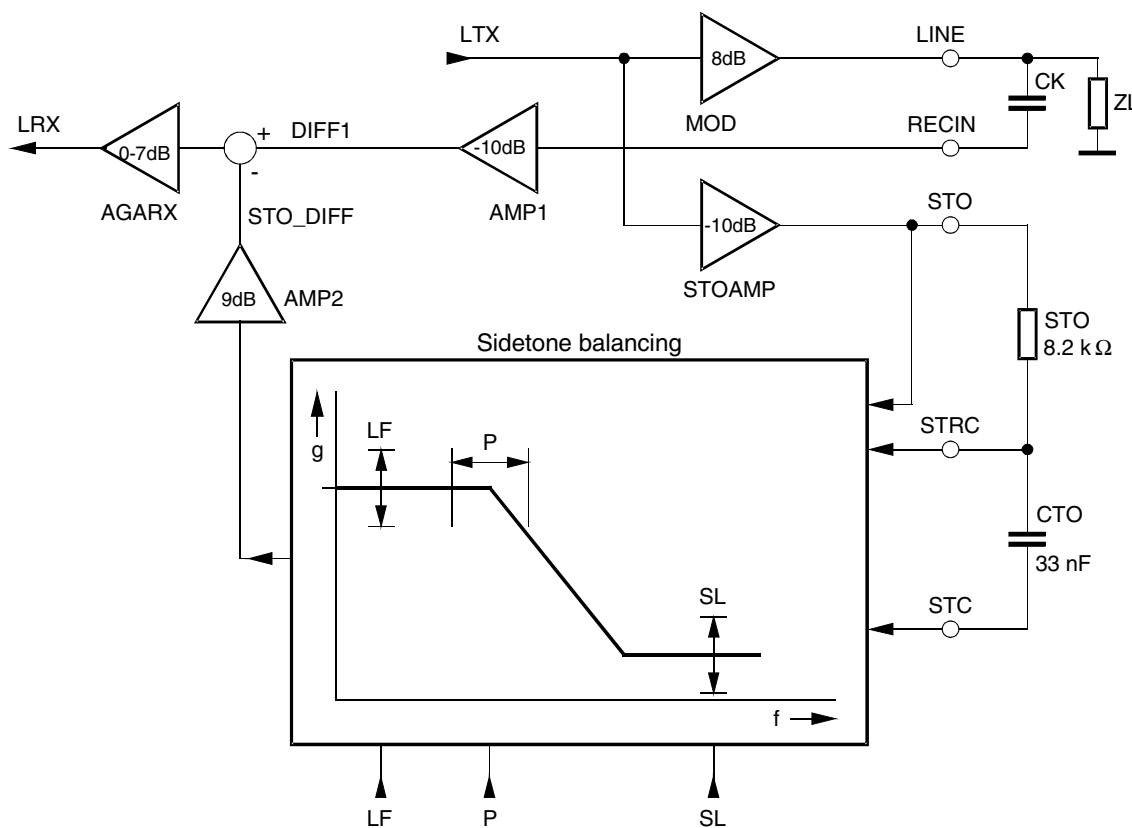 LTX
8dB
MOD
LINE
CK
ZL
LRX
0-7dB
AGARX
+
-
DIFF1
-10dB
AMP1
RECIN
STO_DIFF
-10dB
STOAMP
STO
9dB
AMP2
STO
8.2 kΩ
Sidetone balancing
g
LF
P
SL
f
STRC
CTO
33 nF
STC
LF
P
SL